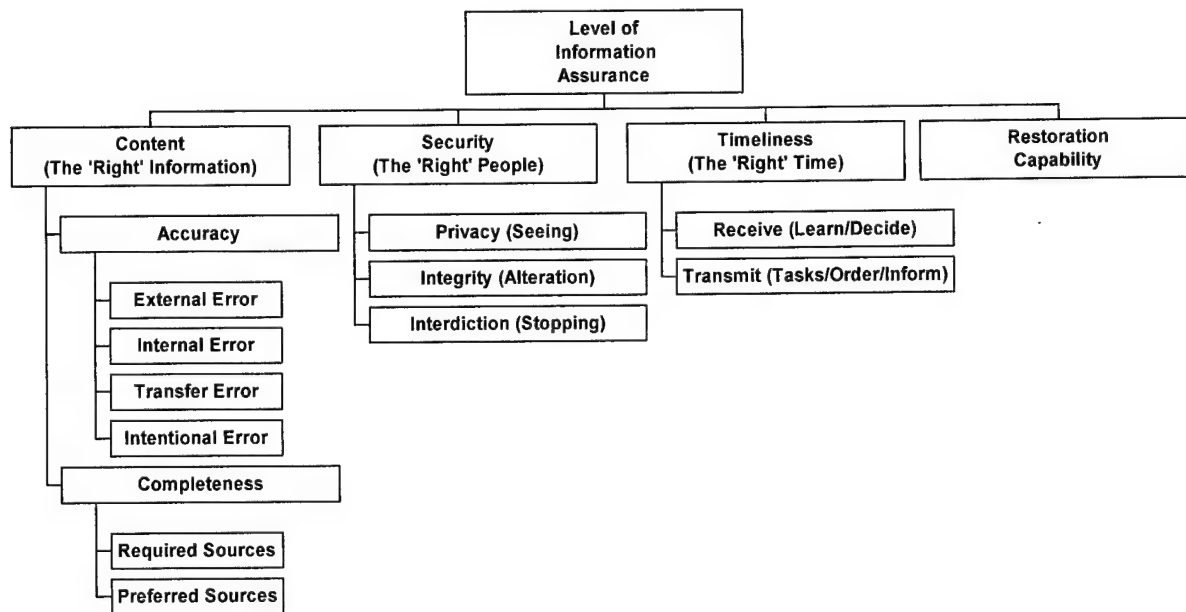 Level of
Information
Assurance
Content
(The 'Right' Information)
Security
(The 'Right' People)
Timeliness
(The 'Right' Time)
Restoration
Capability
Accuracy
External Error
Internal Error
Transfer Error
Intentional Error
Completeness
Required Sources
Preferred Sources
Privacy (Seeing)
Integrity (Alteration)
Interdiction (Stopping)
Receive (Learn/Decide)
Transmit (Tasks/Order/Inform)